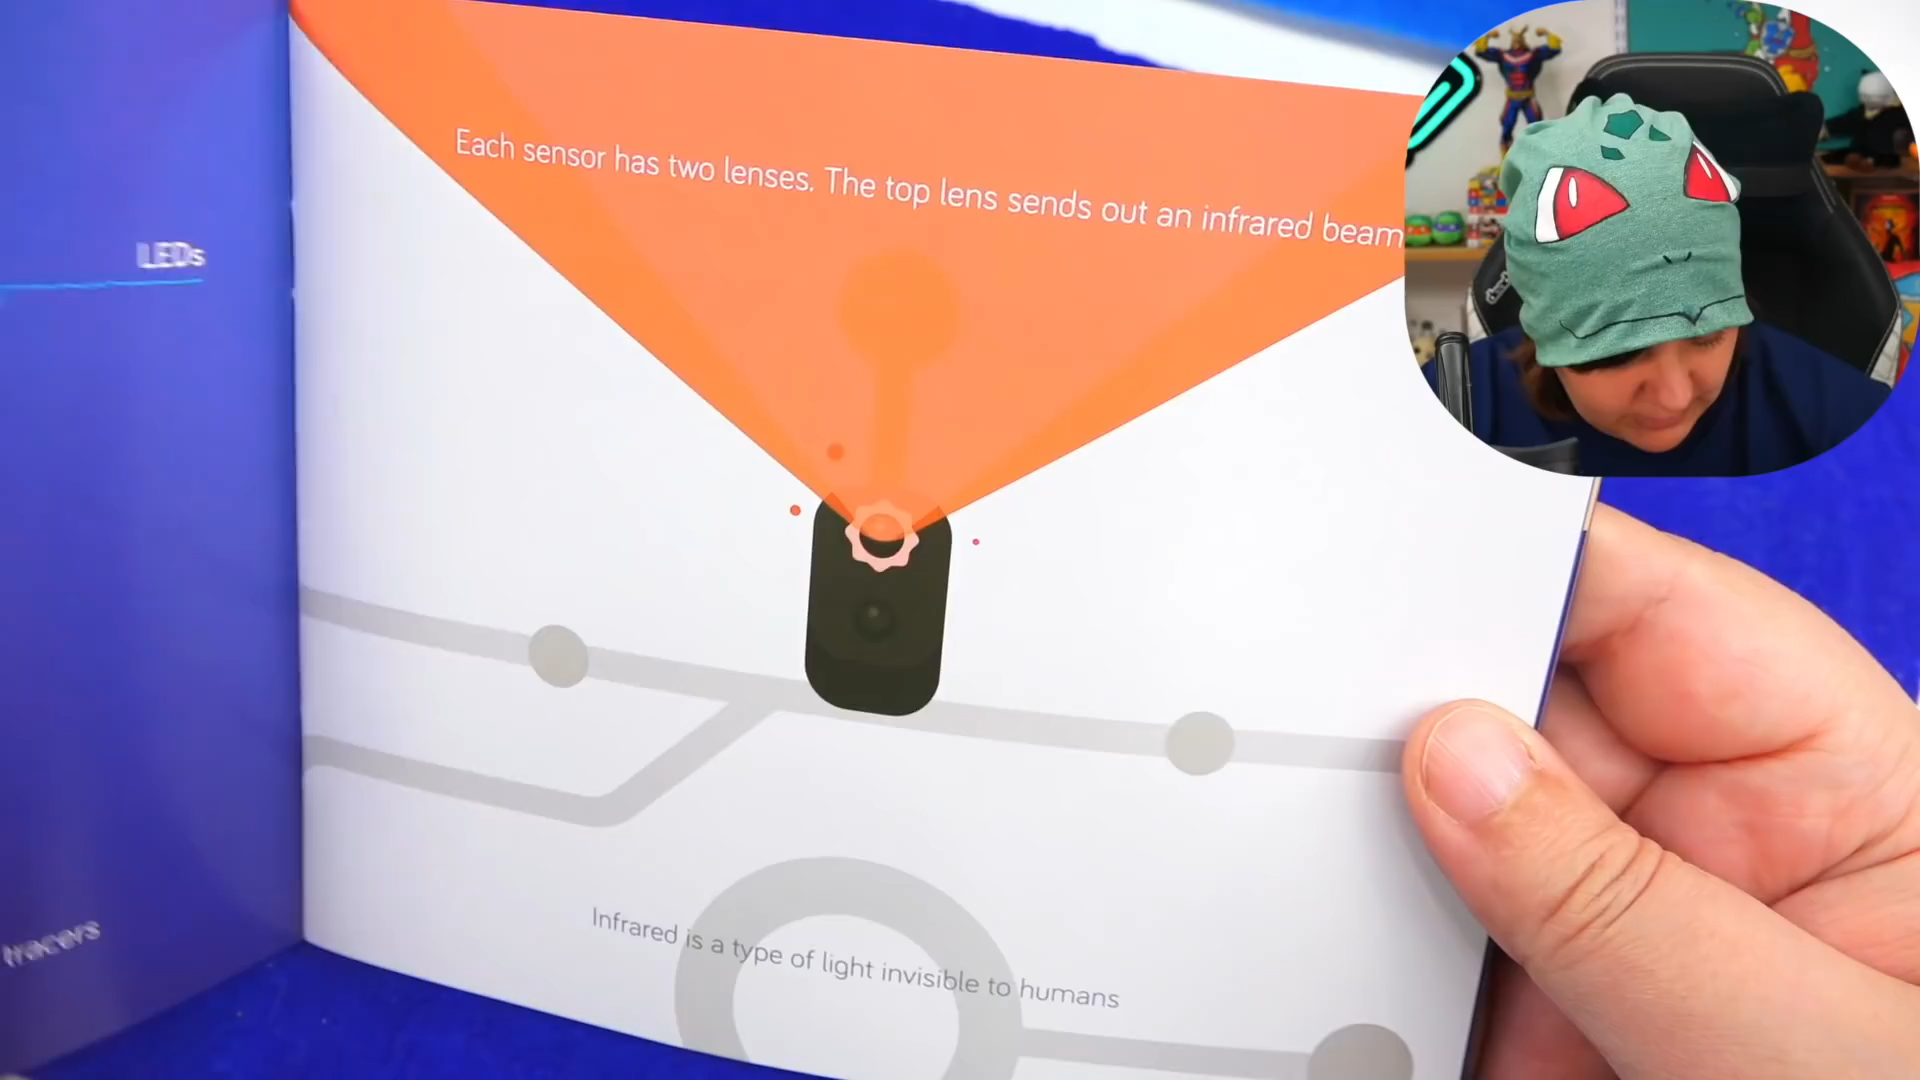 LEDs
tracers
Each sensor has two lenses. The top lens sends out an infrared beam
Infrared is a type of light invisible to humans